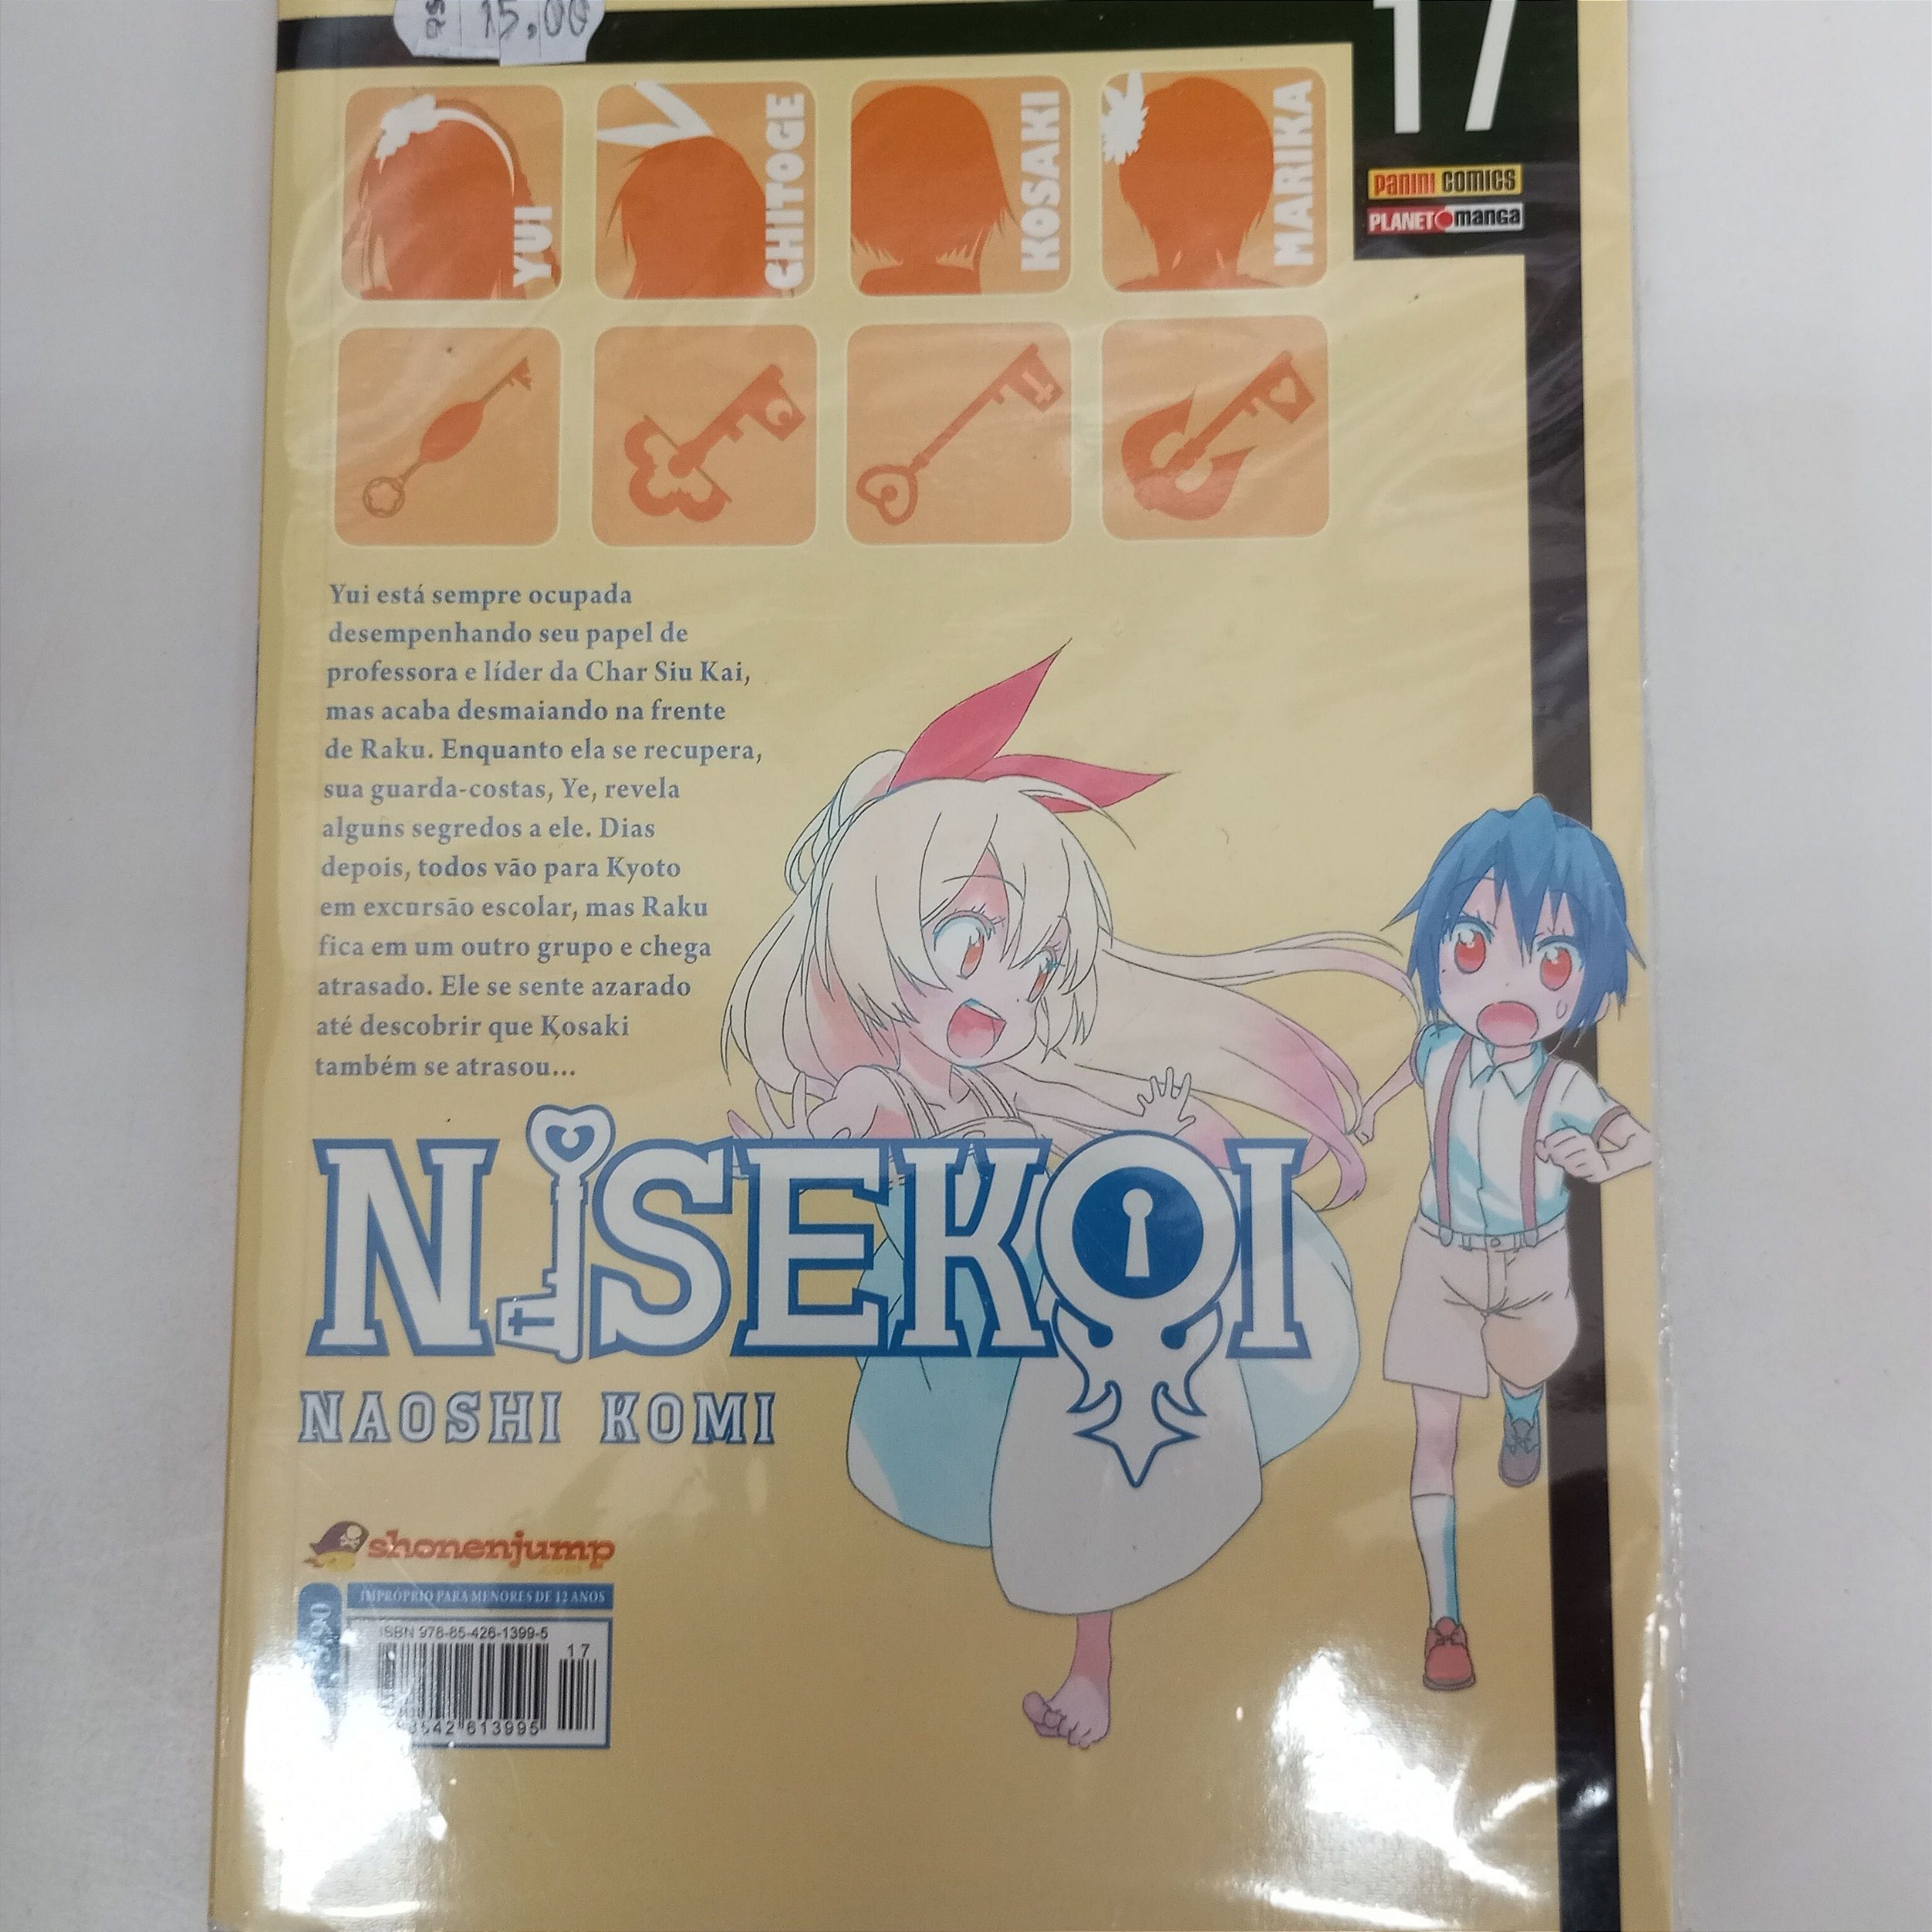 15,00
17
PANINI COMICS
PLANET manga
YUI
CHITOGE
KOSAKI
MARIKA
Yui está sempre ocupada
desempenhando seu papel de
professora e líder da Char Siu Kai,
mas acaba desmaiando na frente
de Raku. Enquanto ela se recupera,
sua guarda-costas, Ye, revela
alguns segredos a ele. Dias
depois, todos vão para Kyoto
em excursão escolar, mas Raku
fica em um outro grupo e chega
atrasado. Ele se sente azarado
até descobrir que Kosaki
também se atrasou...
NISEKOI
NAOSHI KOMI
shonenjump
.com
IMPRÓPRIO PARA MENORES DE 12 ANOS
ISBN 978-85-426-1399-5
17
613995